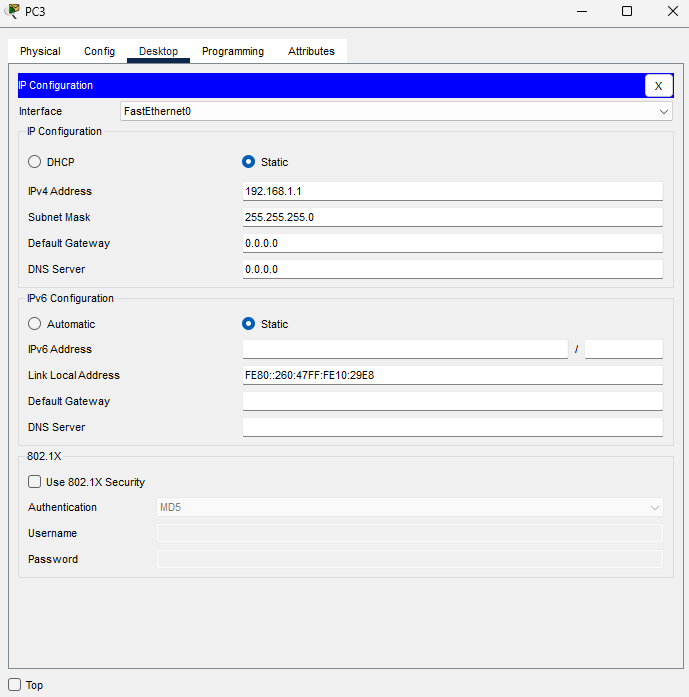 PC3
Physical Config Desktop Programming Attributes
IP Configuration X
Interface FastEthernet0
IP Configuration
DHCP Static
IPv4 Address 192.168.1.1
Subnet Mask 255.255.255.0
Default Gateway 0.0.0.0
DNS Server 0.0.0.0
IPv6 Configuration
Automatic Static
IPv6 Address /
Link Local Address FE80::260:47FF:FE10:29E8
Default Gateway
DNS Server
802.1X
Use 802.1X Security
Authentication MD5
Username
Password
Top